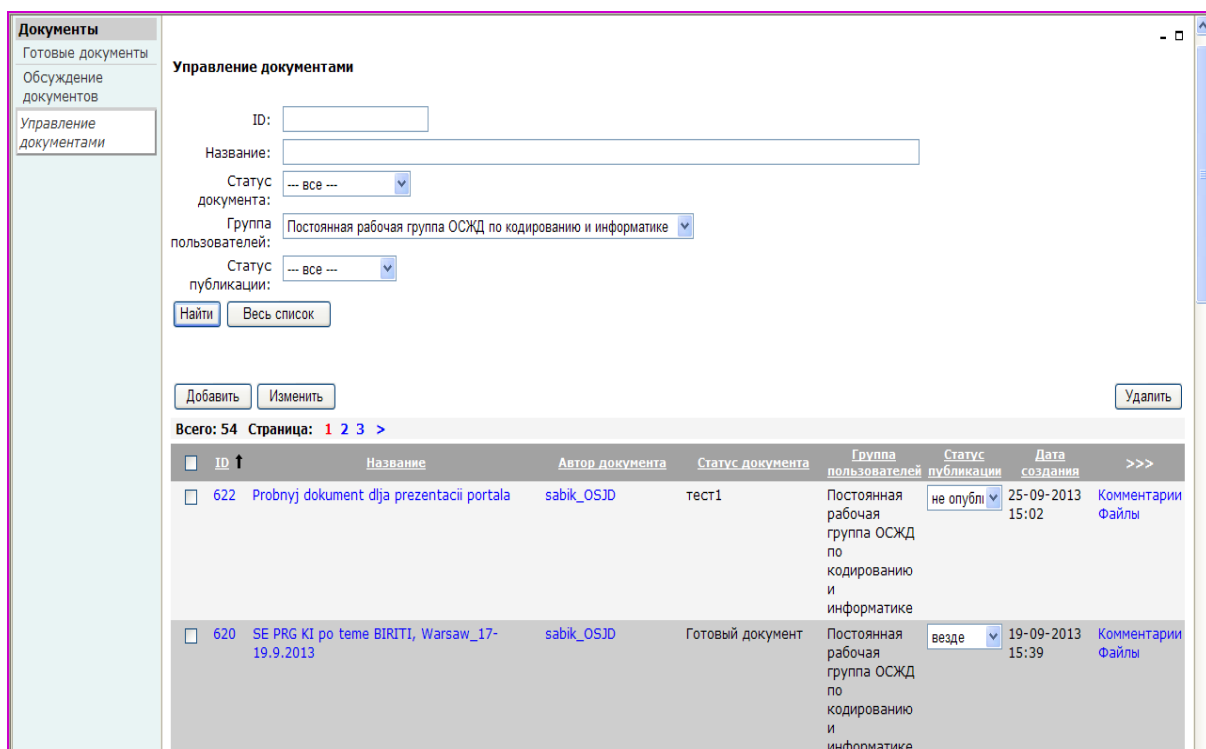 Документы
Готовые документы
Обсуждение
документов
Управление
документами
Управление документами
ID:
Название:
Статус
документа:
--- все ---
Группа
пользователей:
Постоянная рабочая группа ОСЖД по кодированию и информатике
Статус
публикации:
--- все ---
Найти Весь список
Добавить Изменить Удалить
Всего: 54 Страница: 1 2 3 >
ID Название Автор документа Статус документа Группа пользователей Статус публикации Дата создания >>>
622 Probnyj dokument dlja prezentacii portala sabik_OSJD тест1 Постоянная не опубли 25-09-2013 Комментарии
рабочая 15:02 Файлы
группа ОСЖД
по
кодированию
и
информатике
620 SE PRG KI po teme BIRITI, Warsaw_17- sabik_OSJD Готовый документ Постоянная везде 19-09-2013 Комментарии
19.9.2013 рабочая 15:39 Файлы
группа ОСЖД
по
кодированию
и
информатике